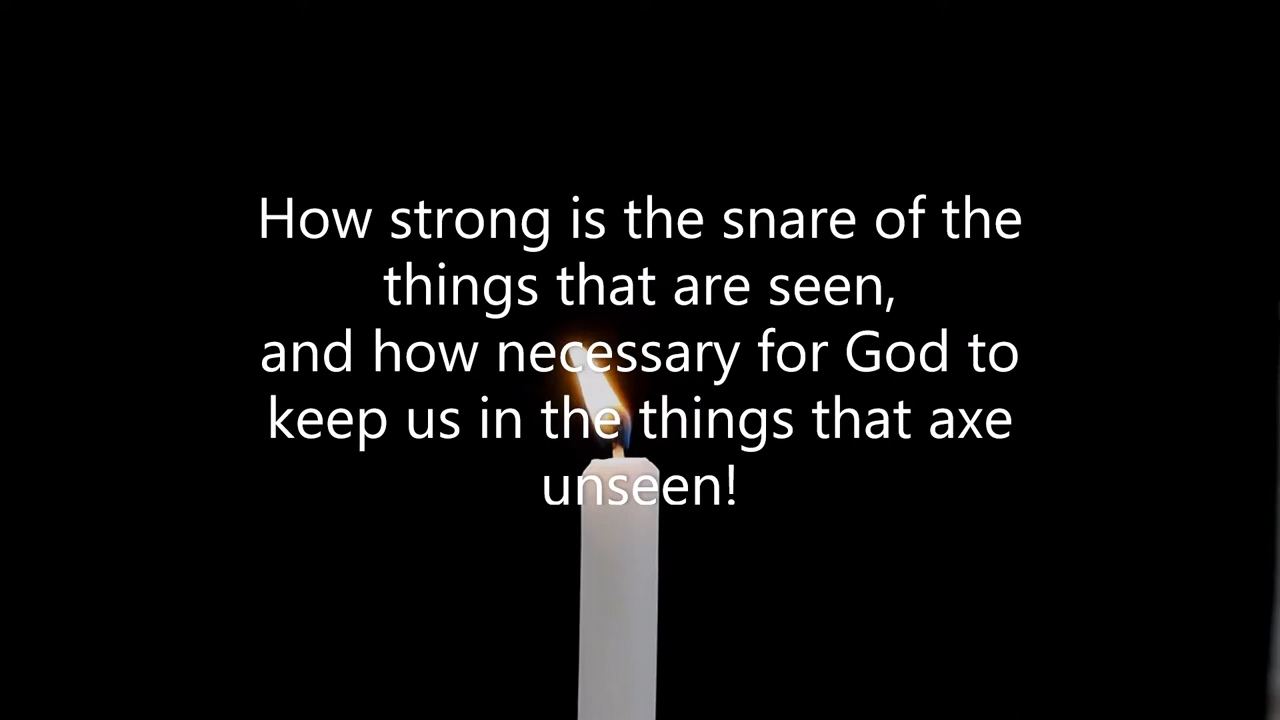 How strong is the snare of the
things that are seen,
and how necessary for God to
keep us in the things that axe
unseen!